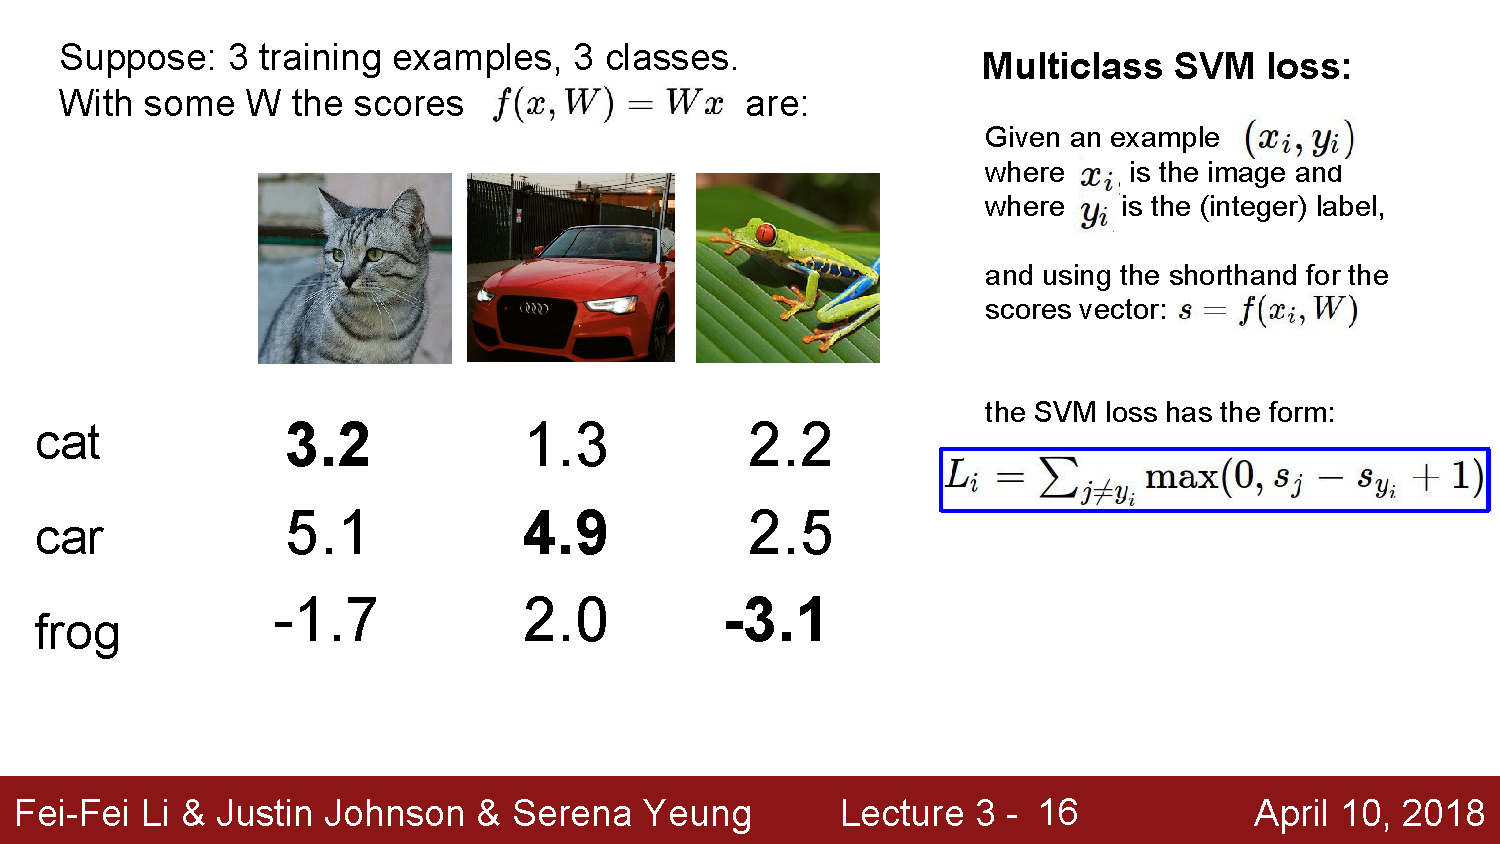 Suppose: 3 training examples, 3 classes.
With some W the scores f(x, W) = Wx are:
cat 3.2 1.3 2.2
car 5.1 4.9 2.5
frog -1.7 2.0 -3.1
Multiclass SVM loss:
Given an example (x_i, y_i)
where x_i is the image and
where y_i is the (integer) label,
and using the shorthand for the
scores vector: s = f(x_i, W)
the SVM loss has the form:
L_i = ∑_{j≠y_i} max(0, s_j − s_{y_i} + 1)
Fei-Fei Li & Justin Johnson & Serena Yeung Lecture 3 - 16 April 10, 2018